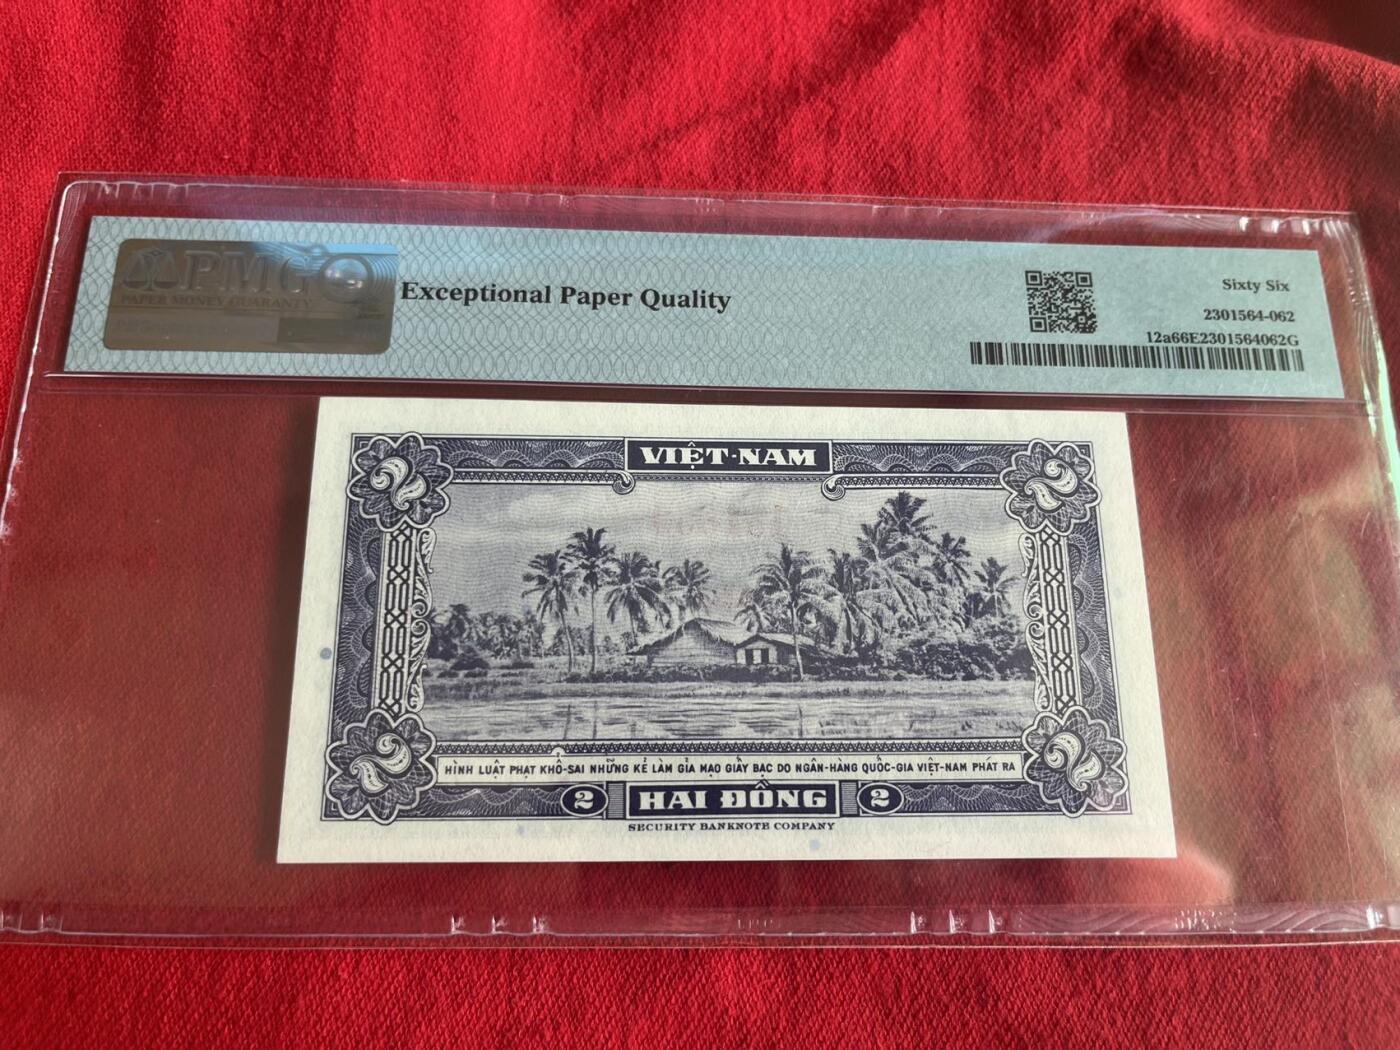 PMG
PAPER MONEY GUARANTY
Exceptional Paper Quality
Sixty Six
2301564-062
12a66E2301564062G
VIỆT-NAM
2 2
2 2
HÌNH LUẬT PHẠT KHỔ-SAI NHỮNG KẺ LÀM GIẢ MẠO GIẤY BẠC DO NGÂN-HÀNG QUỐC-GIA VIỆT-NAM PHÁT RA
2 HAI ĐỒNG 2
SECURITY BANKNOTE COMPANY